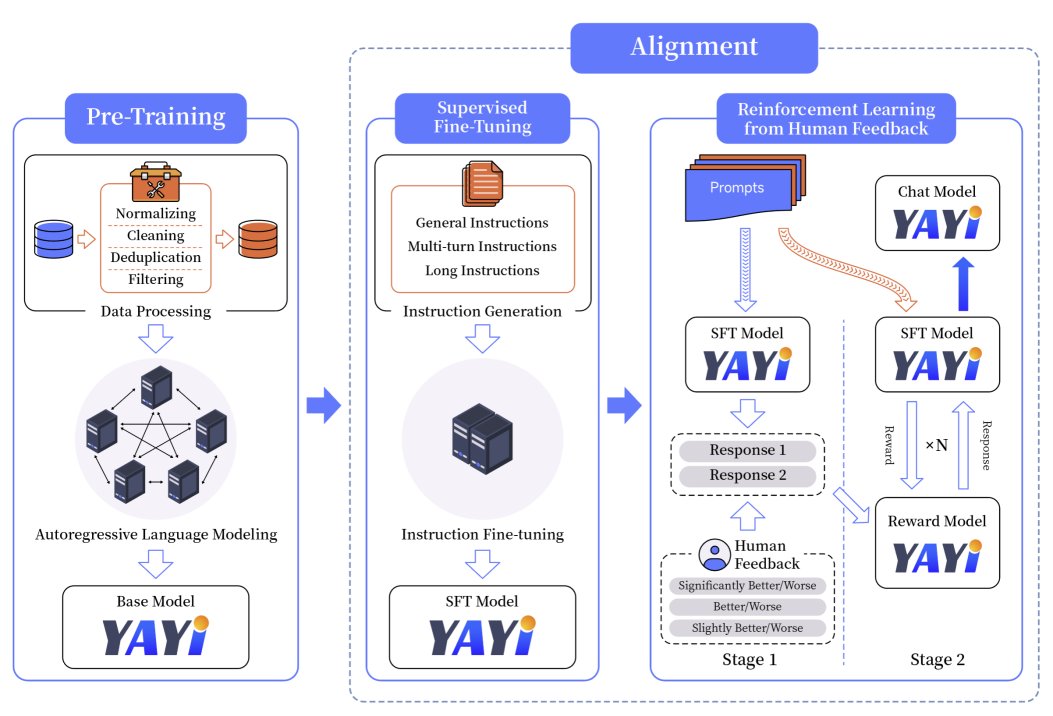 Alignment
Pre-Training
Normalizing
Cleaning
Deduplication
Filtering
Data Processing
Autoregressive Language Modeling
Base Model
YAYi
Supervised
Fine-Tuning
General Instructions
Multi-turn Instructions
Long Instructions
Instruction Generation
Instruction Fine-tuning
SFT Model
YAYi
Reinforcement Learning
from Human Feedback
Prompts
SFT Model
YAYi
Response 1
Response 2
Human
Feedback
Significantly Better/Worse
Better/Worse
Slightly Better/Worse
Stage 1
Chat Model
YAYi
SFT Model
YAYi
Reward
×N
Response
Reward Model
YAYi
Stage 2